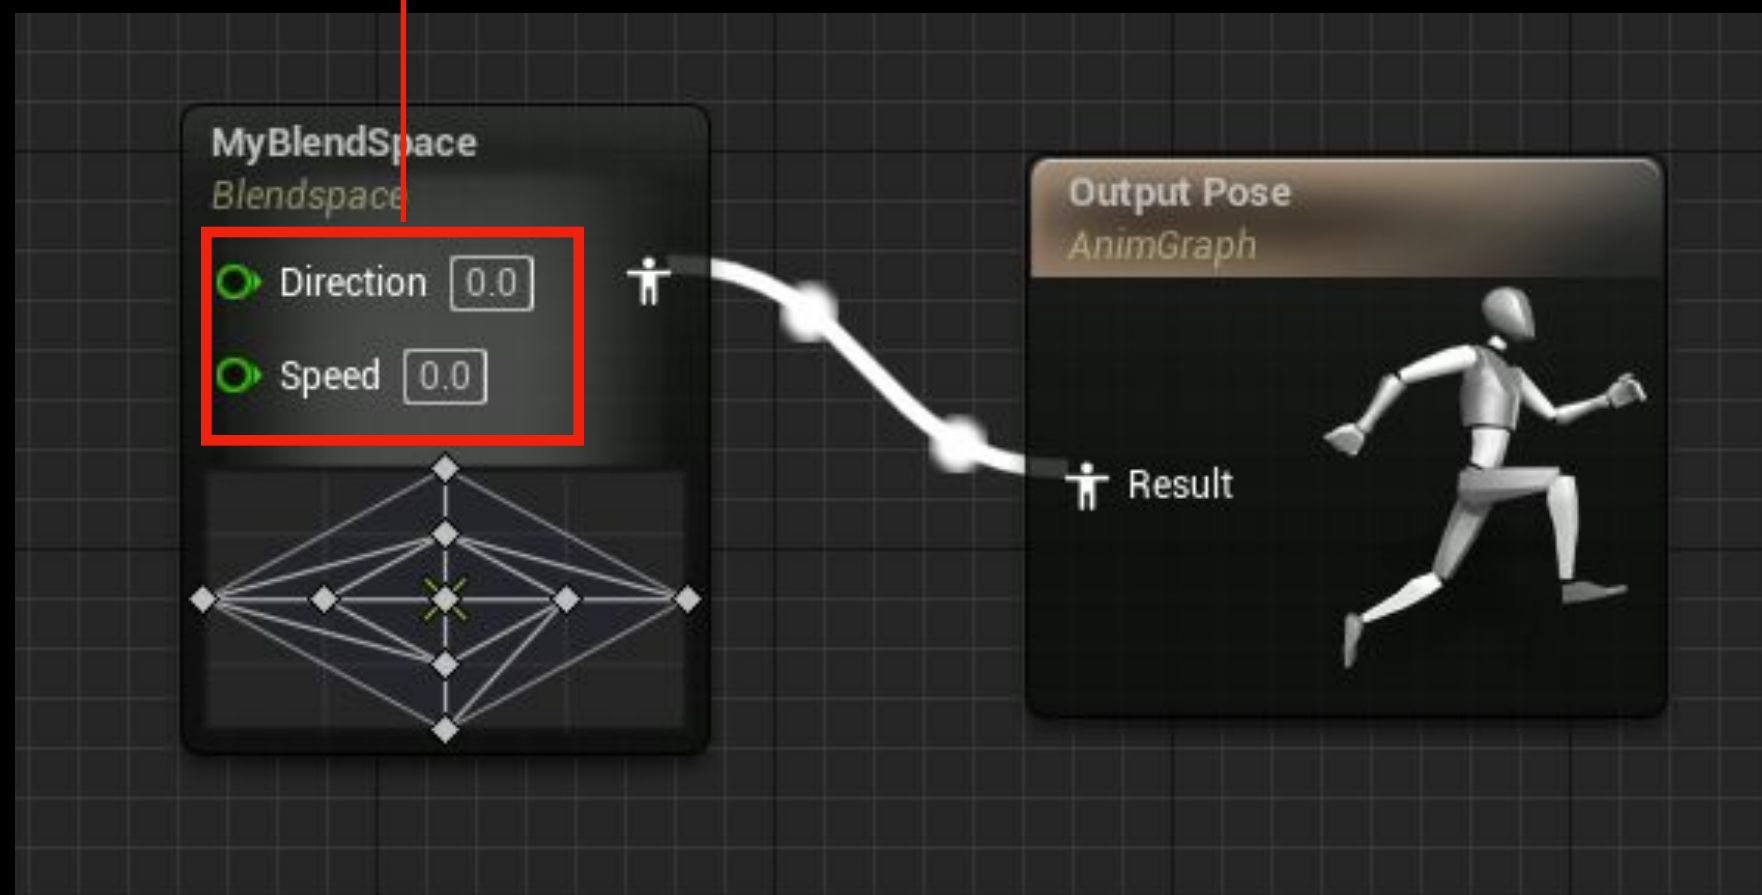 MyBlendSpace
Blendspace
Direction 0.0
Speed 0.0
Output Pose
AnimGraph
Result